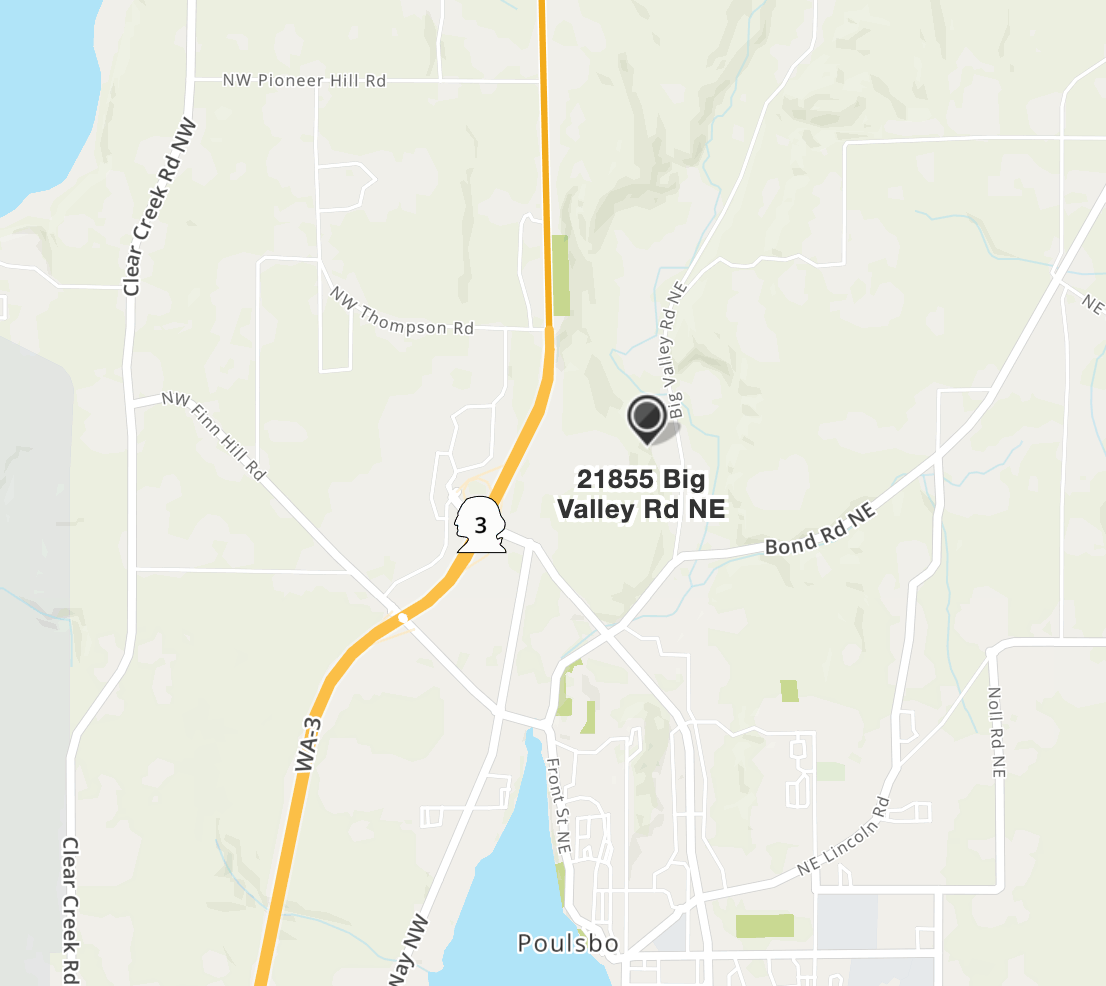 NW Pioneer Hill Rd
Clear Creek Rd NW
NW Thompson Rd
Big Valley Rd NE
NE
NW Finn Hill Rd
21855 Big
Valley Rd NE
3
Bond Rd NE
WA-3
Noll Rd NE
Front St NE
NE Lincoln Rd
Clear Creek Rd
Way NW
Poulsbo